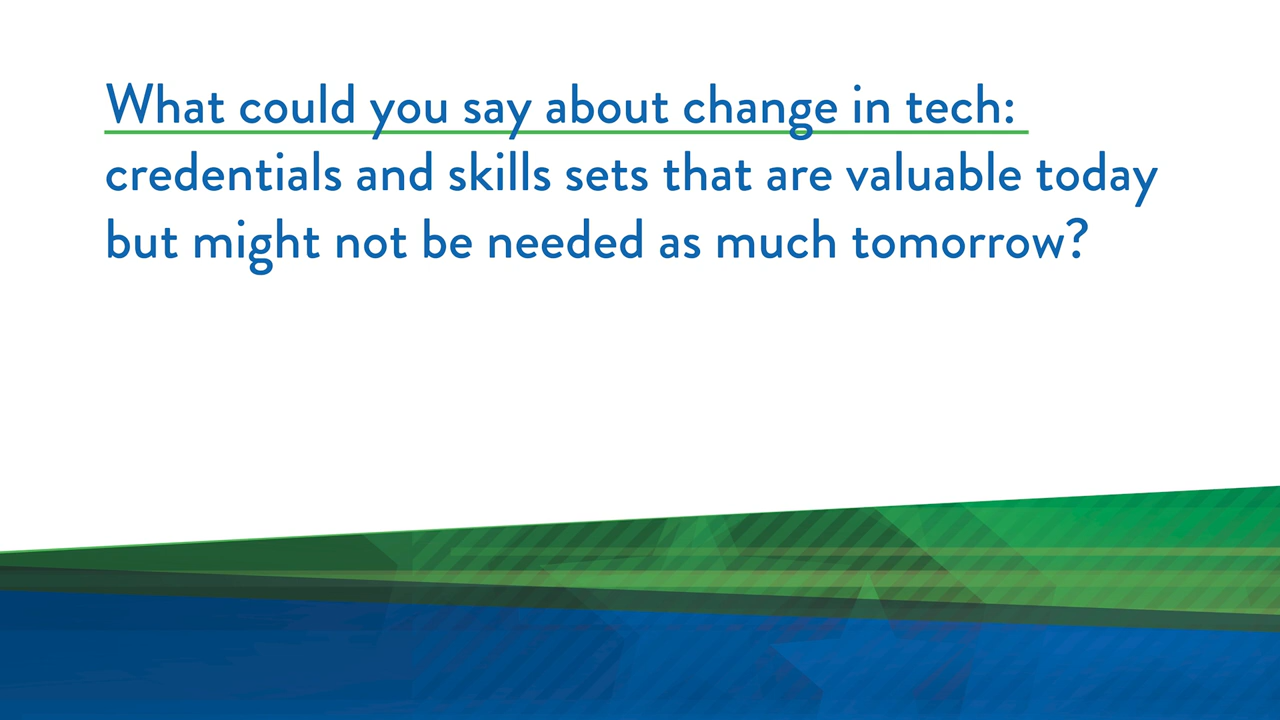 What could you say about change in tech:
credentials and skills sets that are valuable today
but might not be needed as much tomorrow?